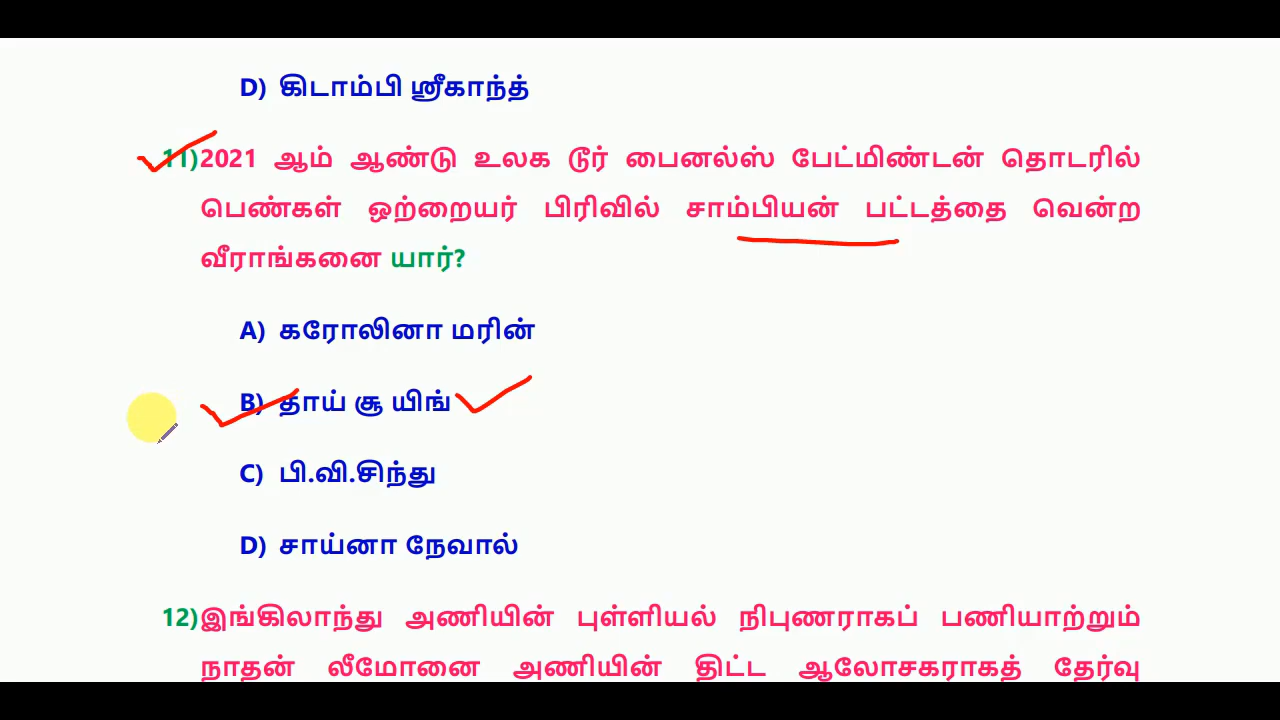 D) கிடாம்பி ஸ்ரீகாந்த்
11)2021 ஆம் ஆண்டு உலக டூர் பைனல்ஸ் பேட்மிண்டன் தொடரில்
பெண்கள் ஒற்றையர் பிரிவில் சாம்பியன் பட்டத்தை வென்ற
வீராங்கனை யார்?
A) கரோலினா மரின்
B) தாய் சூ யிங்
C) பி.வி.சிந்து
D) சாய்னா நேவால்
12)இங்கிலாந்து அணியின் புள்ளியல் நிபுணராகப் பணியாற்றும்
நாதன் லீமோனை அணியின் திட்ட ஆலோசகராகத் தேர்வு